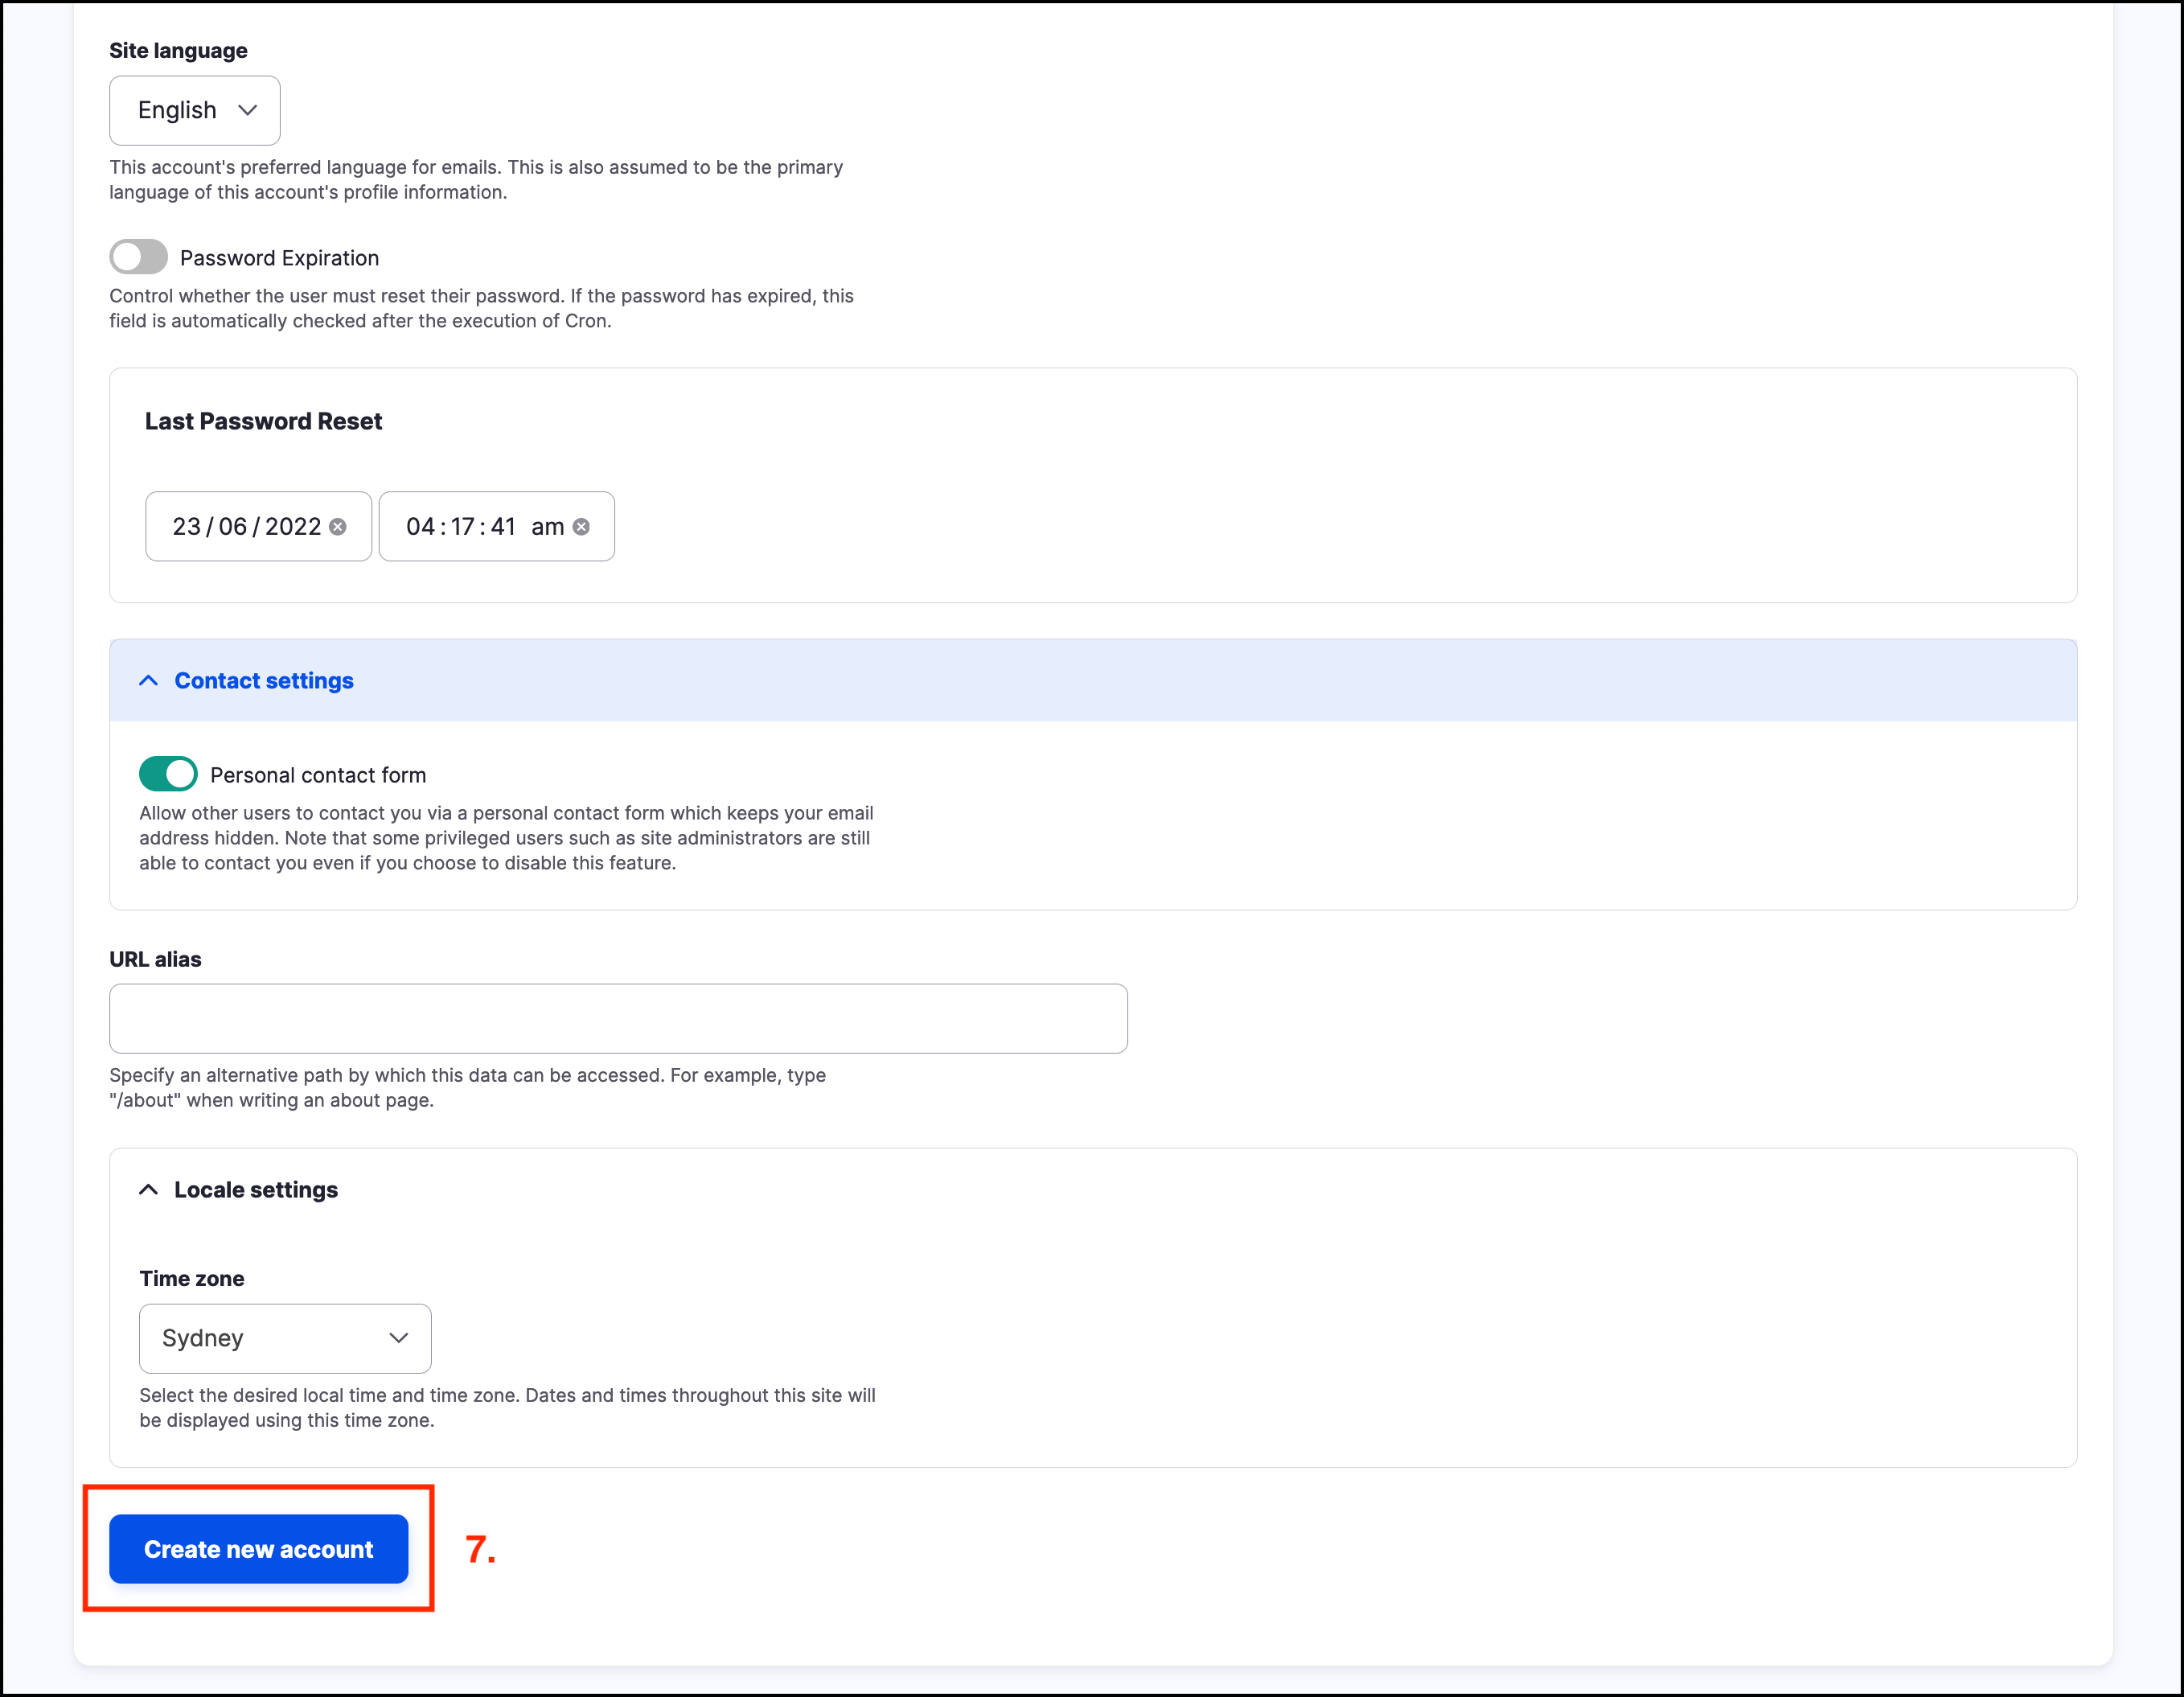 Site language
English
This account's preferred language for emails. This is also assumed to be the primary
language of this account's profile information.
Password Expiration
Control whether the user must reset their password. If the password has expired, this
field is automatically checked after the execution of Cron.
Last Password Reset
23/06/2022 04:17:41 am
Contact settings
Personal contact form
Allow other users to contact you via a personal contact form which keeps your email
address hidden. Note that some privileged users such as site administrators are still
able to contact you even if you choose to disable this feature.
URL alias
Specify an alternative path by which this data can be accessed. For example, type
"/about" when writing an about page.
Locale settings
Time zone
Sydney
Select the desired local time and time zone. Dates and times throughout this site will
be displayed using this time zone.
Create new account 7.